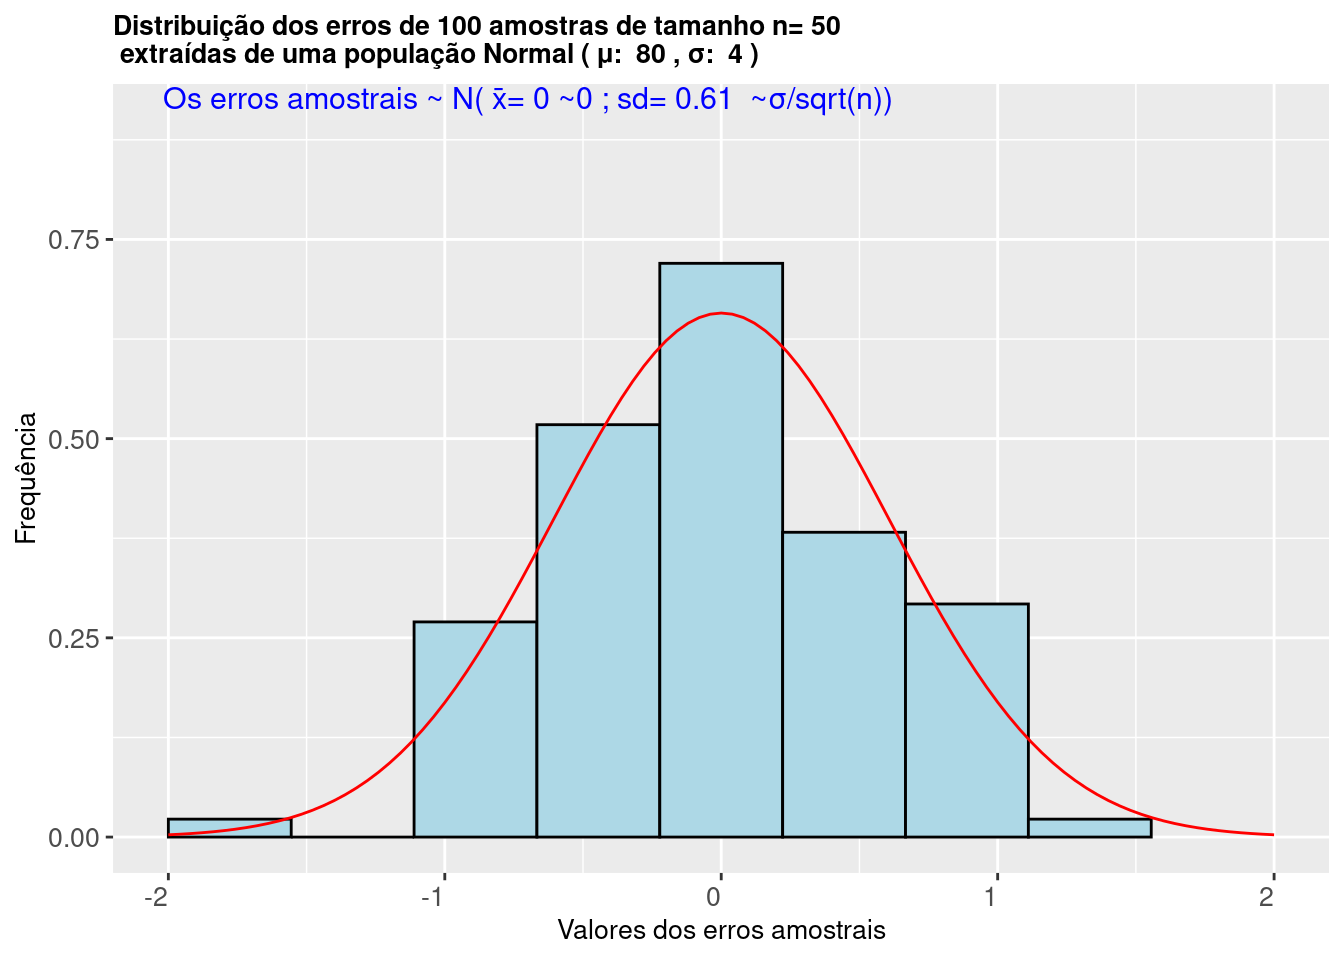 Distribuição dos erros de 100 amostras de tamanho n= 50
extraídas de uma população Normal ( μ:  80 , σ:  4 )
Os erros amostrais ~ N( x̄= 0 ~0 ; sd= 0.61  ~σ/sqrt(n))
Frequência
0.75
0.50
0.25
0.00
-2
-1
0
1
2
Valores dos erros amostrais